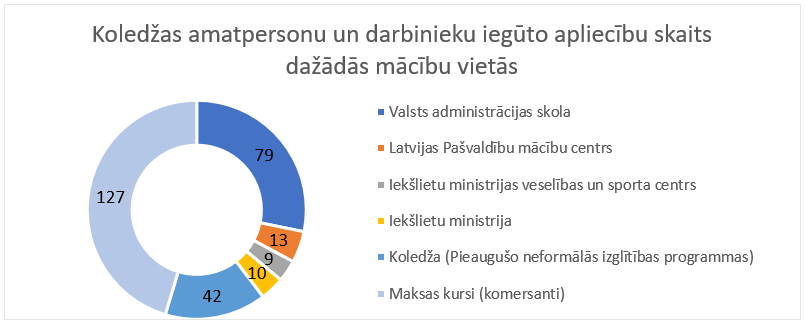 Koledžas amatpersonu un darbinieku iegūto apliecību skaits
dažādās mācību vietās
79
13
9
10
42
127
Valsts administrācijas skola
Latvijas Pašvaldību mācību centrs
Iekšlietu ministrijas veselības un sporta centrs
Iekšlietu ministrija
Koledža (Pieaugušo neformālās izglītības programmas)
Maksas kursi (komersanti)